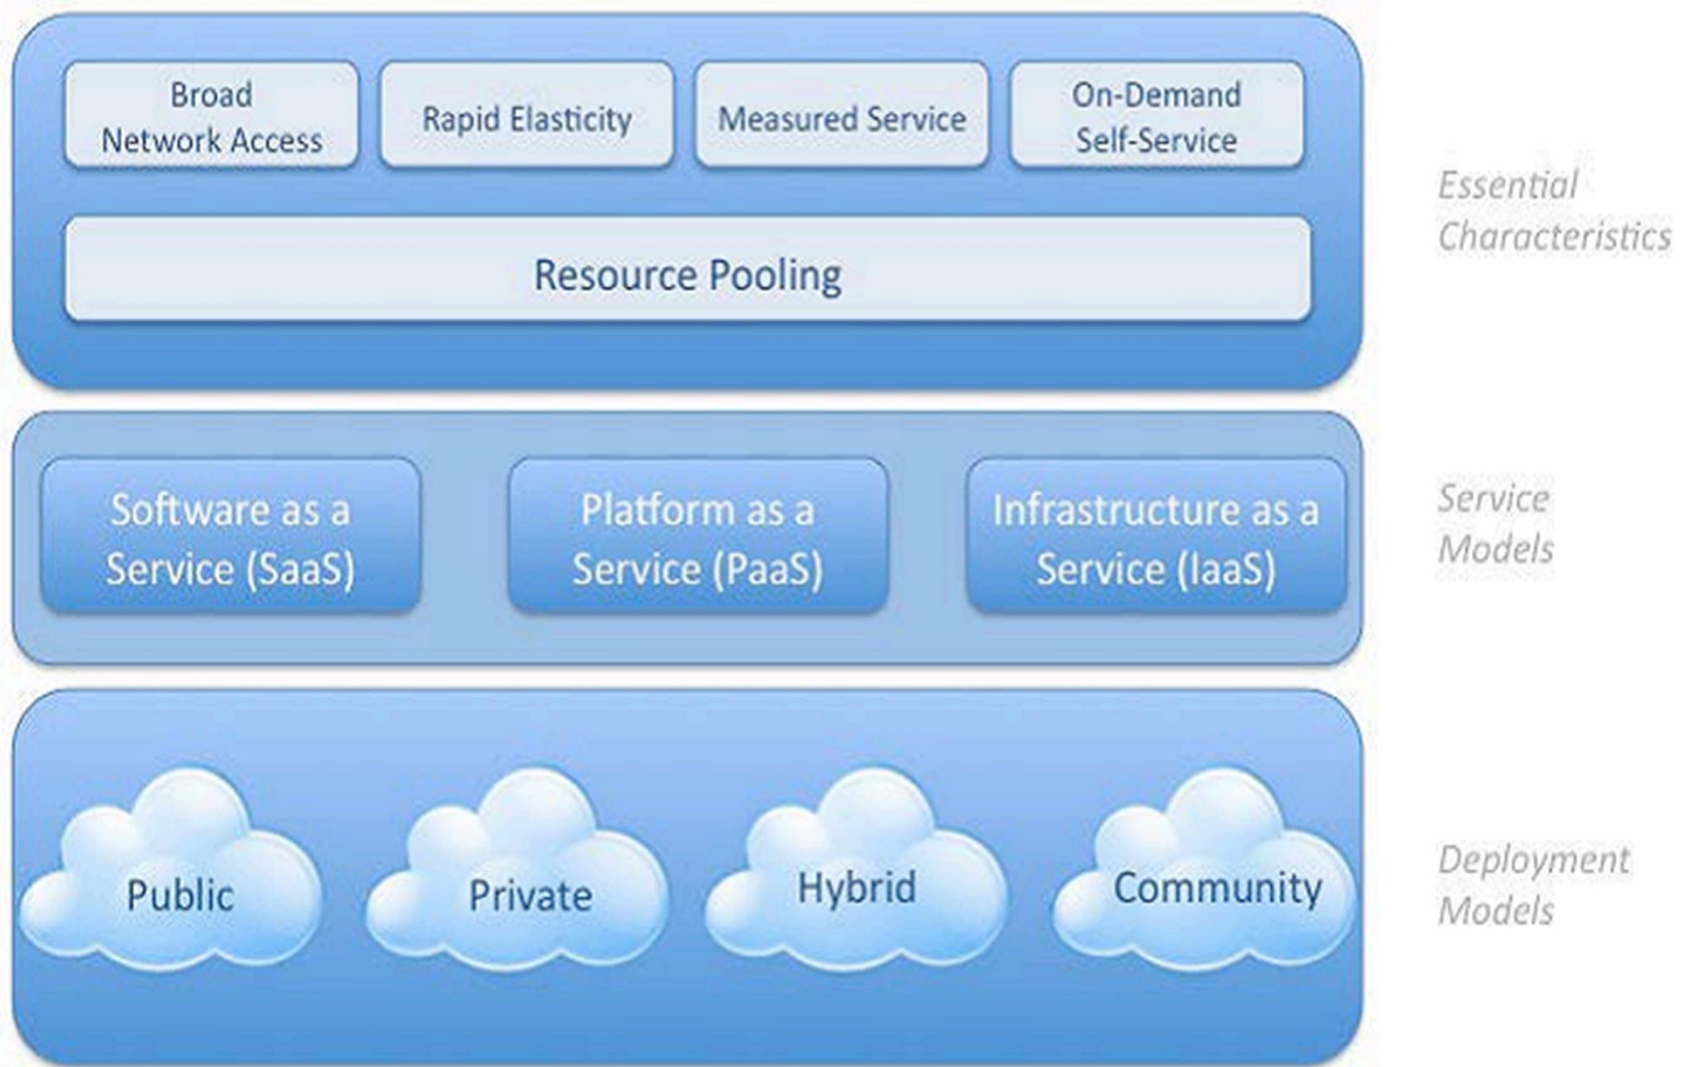 Broad
Network Access
Rapid Elasticity
Measured Service
On-Demand
Self-Service
Resource Pooling
Essential
Characteristics
Software as a
Service (SaaS)
Platform as a
Service (PaaS)
Infrastructure as a
Service (IaaS)
Service
Models
Public
Private
Hybrid
Community
Deployment
Models